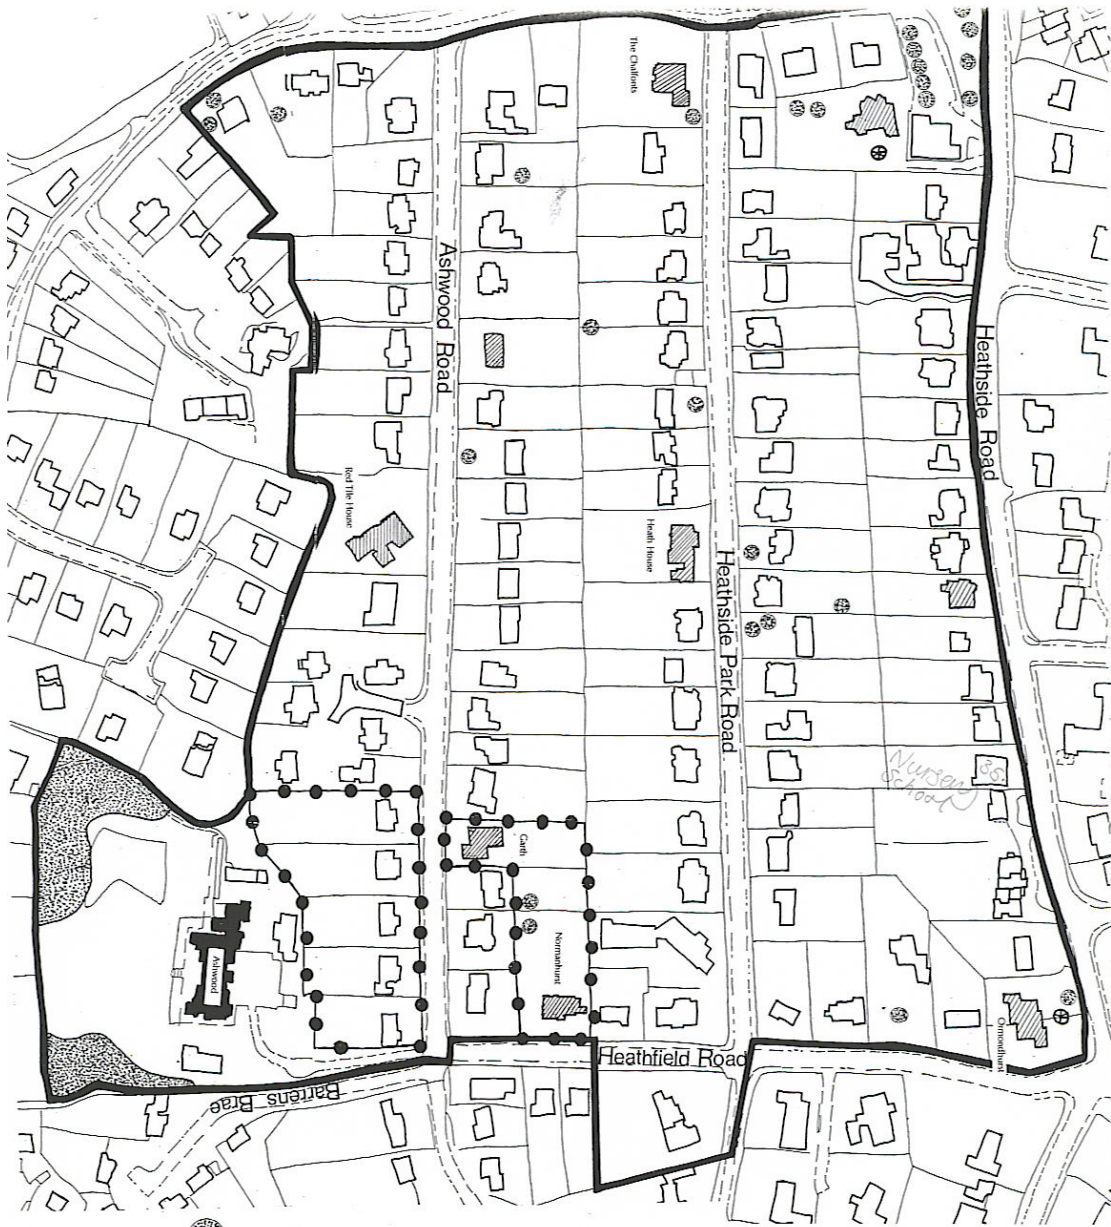 The Chalfonts
Ashwood Road
Heathside Road
Red Tile House
Heath House
Heathside Park Road
Nursery
School
35.
Garth
Normanhurst
Ashwood
Ormondhurst
Heathfield Road
Barrens Brae